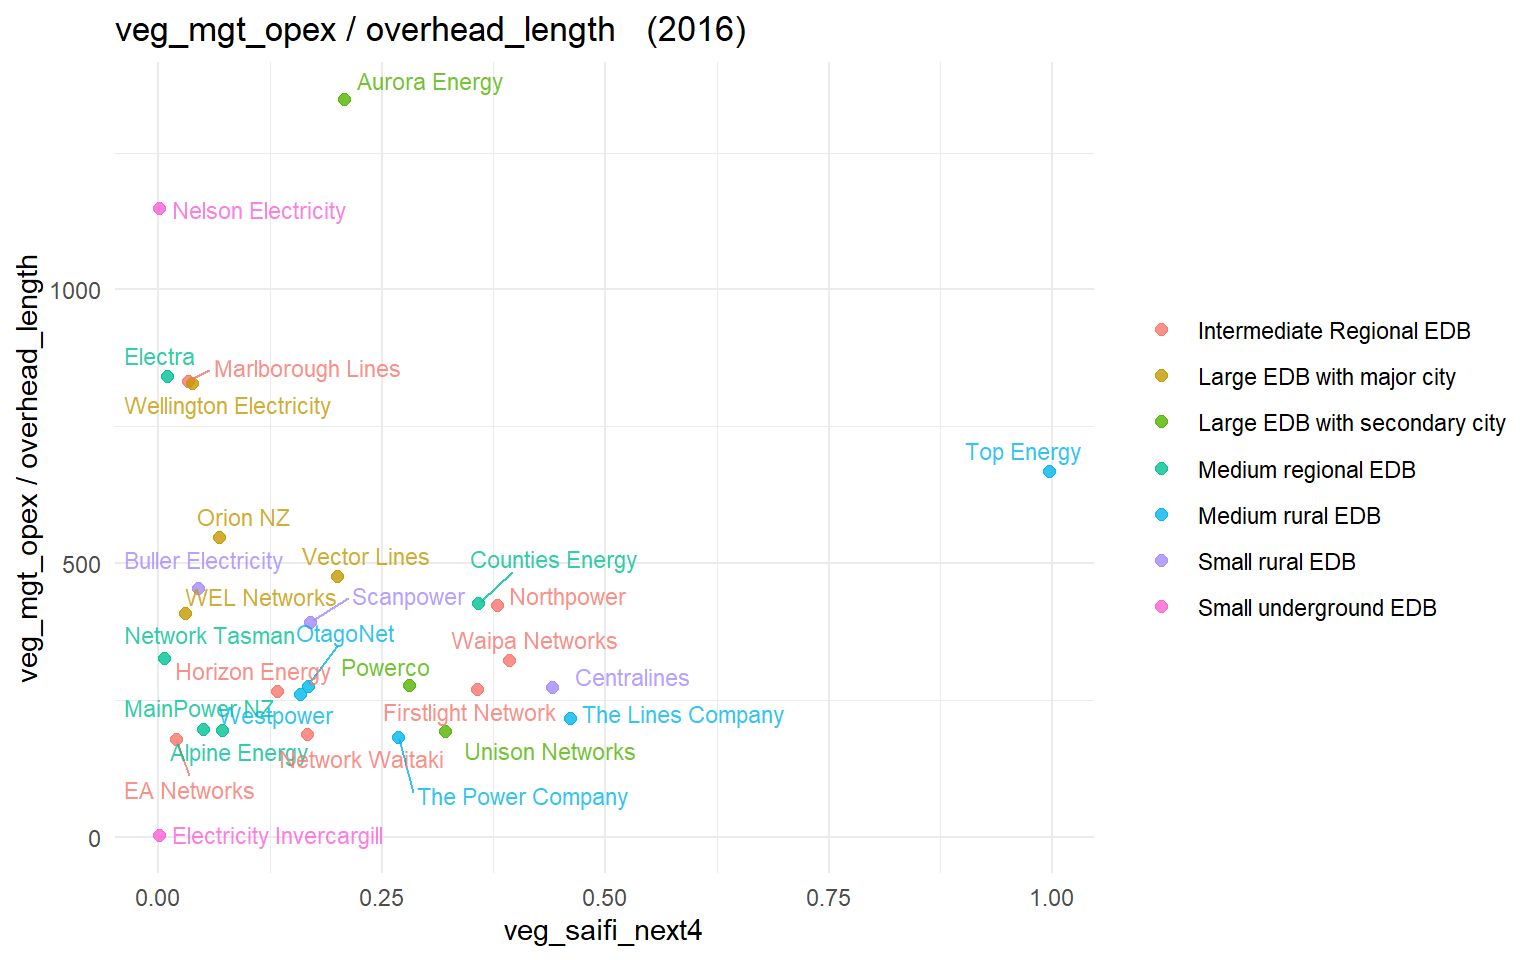 veg_mgt_opex / overhead_length (2016)
Aurora Energy
Nelson Electricity
1000
Electra
Marlborough Lines
Wellington Electricity
Top Energy
Orion NZ
Buller Electricity
Vector Lines
Counties Energy
500
WEL Networks
Scanpower
Northpower
Network Tasman
OtagoNet
Waipa Networks
Horizon Energy
Powerco
Centralines
MainPower NZ
Westpower
Firstlight Network
The Lines Company
Alpine Energy
Network Waitaki
Unison Networks
EA Networks
The Power Company
0
Electricity Invercargill
0.00
0.25
0.50
0.75
1.00
veg_saifi_next4
veg_mgt_opex / overhead_length
Intermediate Regional EDB
Large EDB with major city
Large EDB with secondary city
Medium regional EDB
Medium rural EDB
Small rural EDB
Small underground EDB